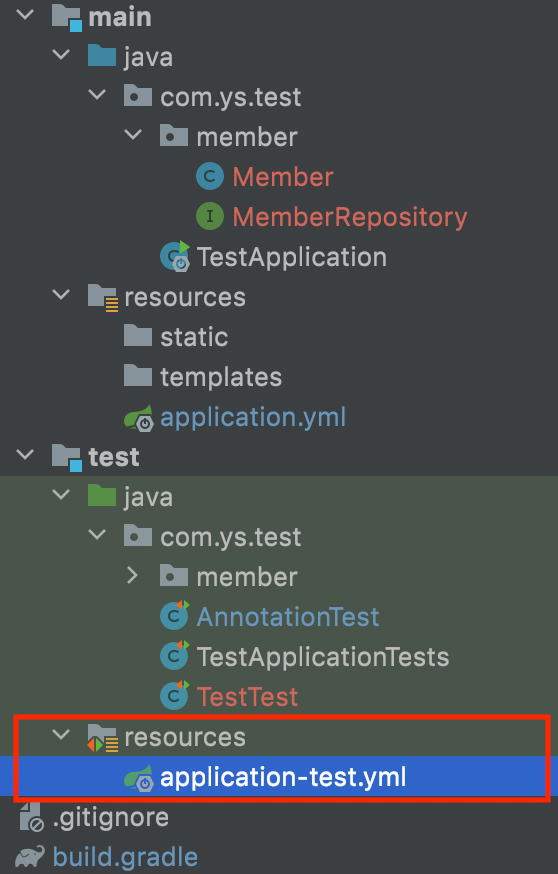 main
java
com.ys.test
member
C Member
I MemberRepository
TestApplication
resources
static
templates
application.yml
test
java
com.ys.test
member
C AnnotationTest
C TestApplicationTests
C TestTest
resources
application-test.yml
.gitignore
build.gradle